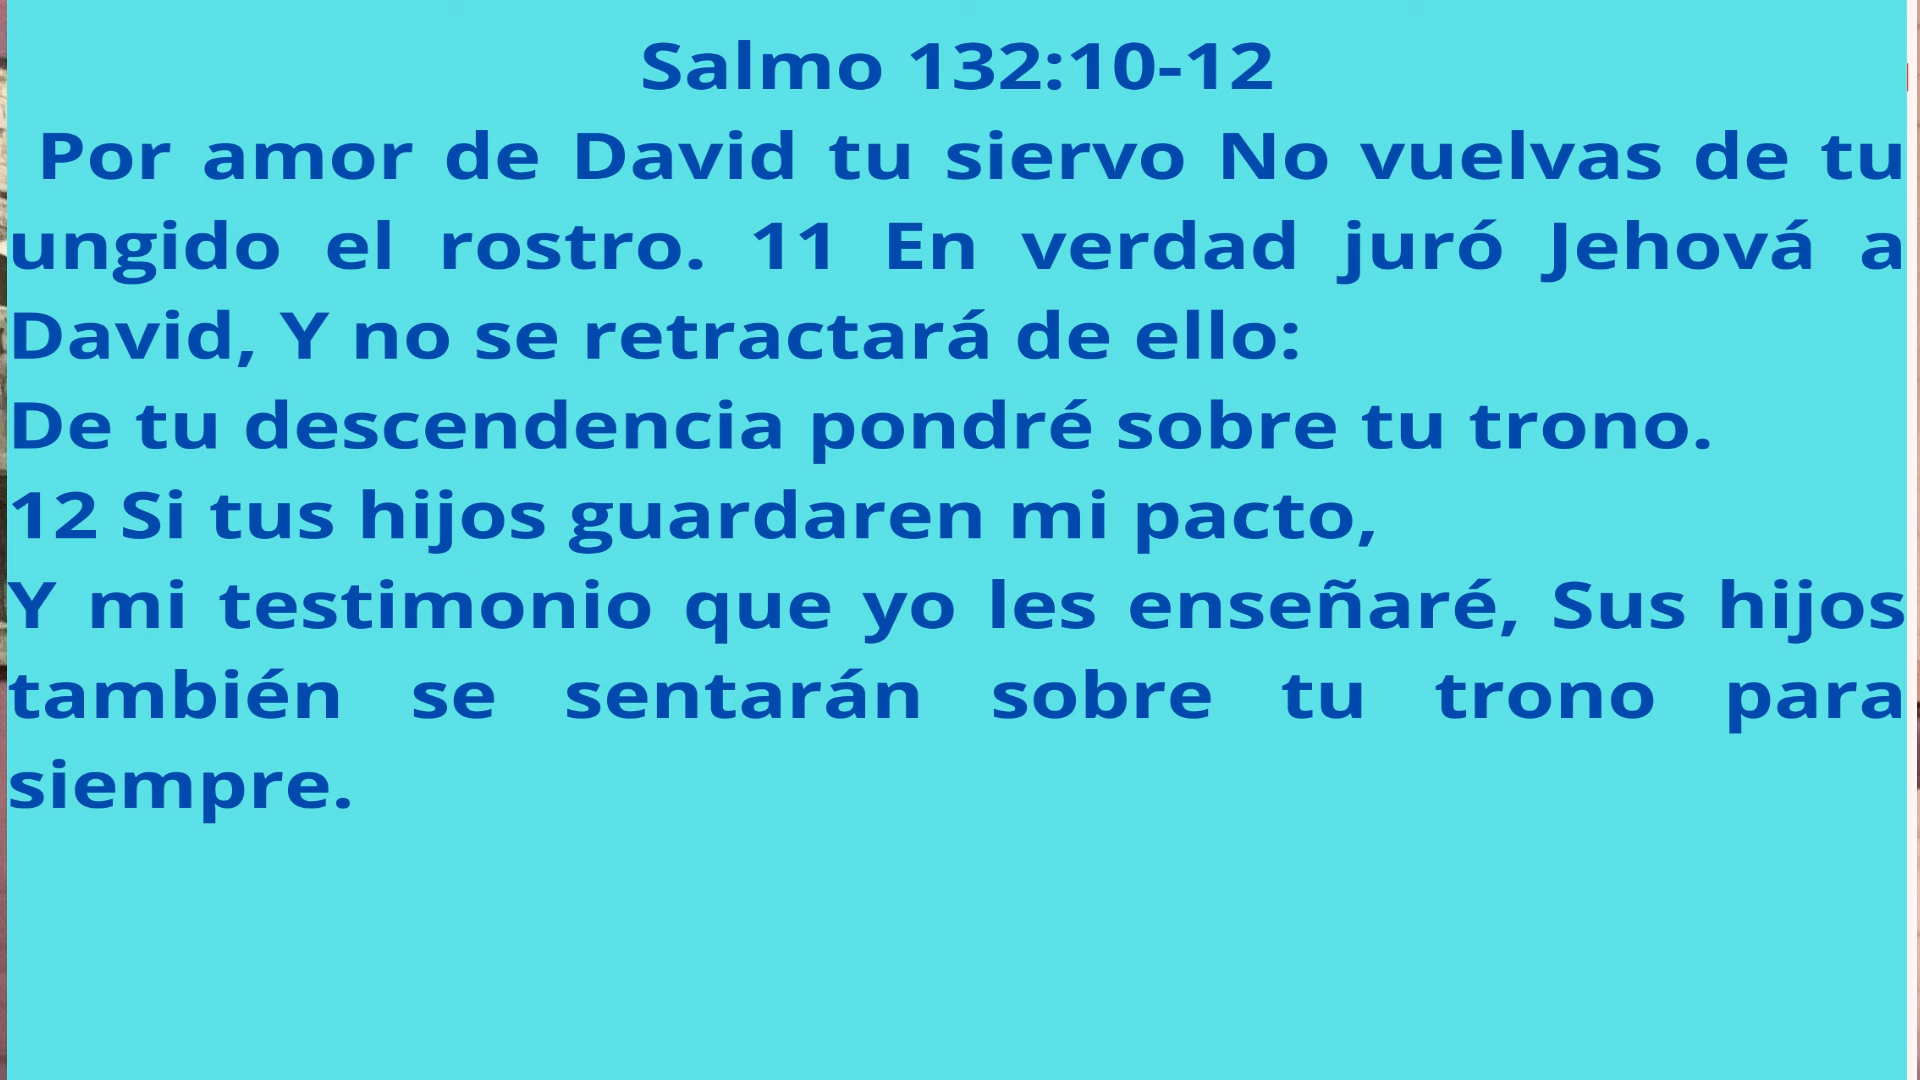 Salmo 132:10-12
Por amor de David tu siervo No vuelvas de tu
ungido el rostro. 11 En verdad juró Jehová a
David, Y no se retractará de ello:
De tu descendencia pondré sobre tu trono.
12 Si tus hijos guardaren mi pacto,
Y mi testimonio que yo les enseñaré, Sus hijos
también se sentarán sobre tu trono para
siempre.